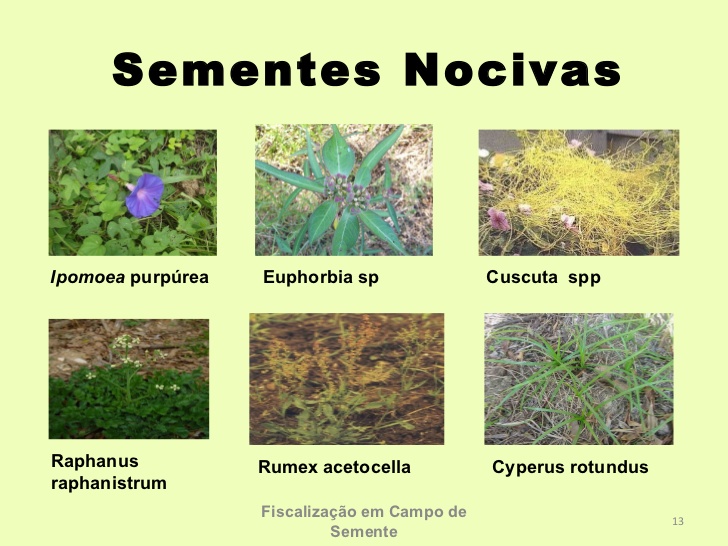 Sementes Nocivas
Ipomoea purpúrea
Euphorbia sp
Cuscuta spp
Raphanus
raphanistrum
Rumex acetocella
Cyperus rotundus
Fiscalização em Campo de
Semente
13